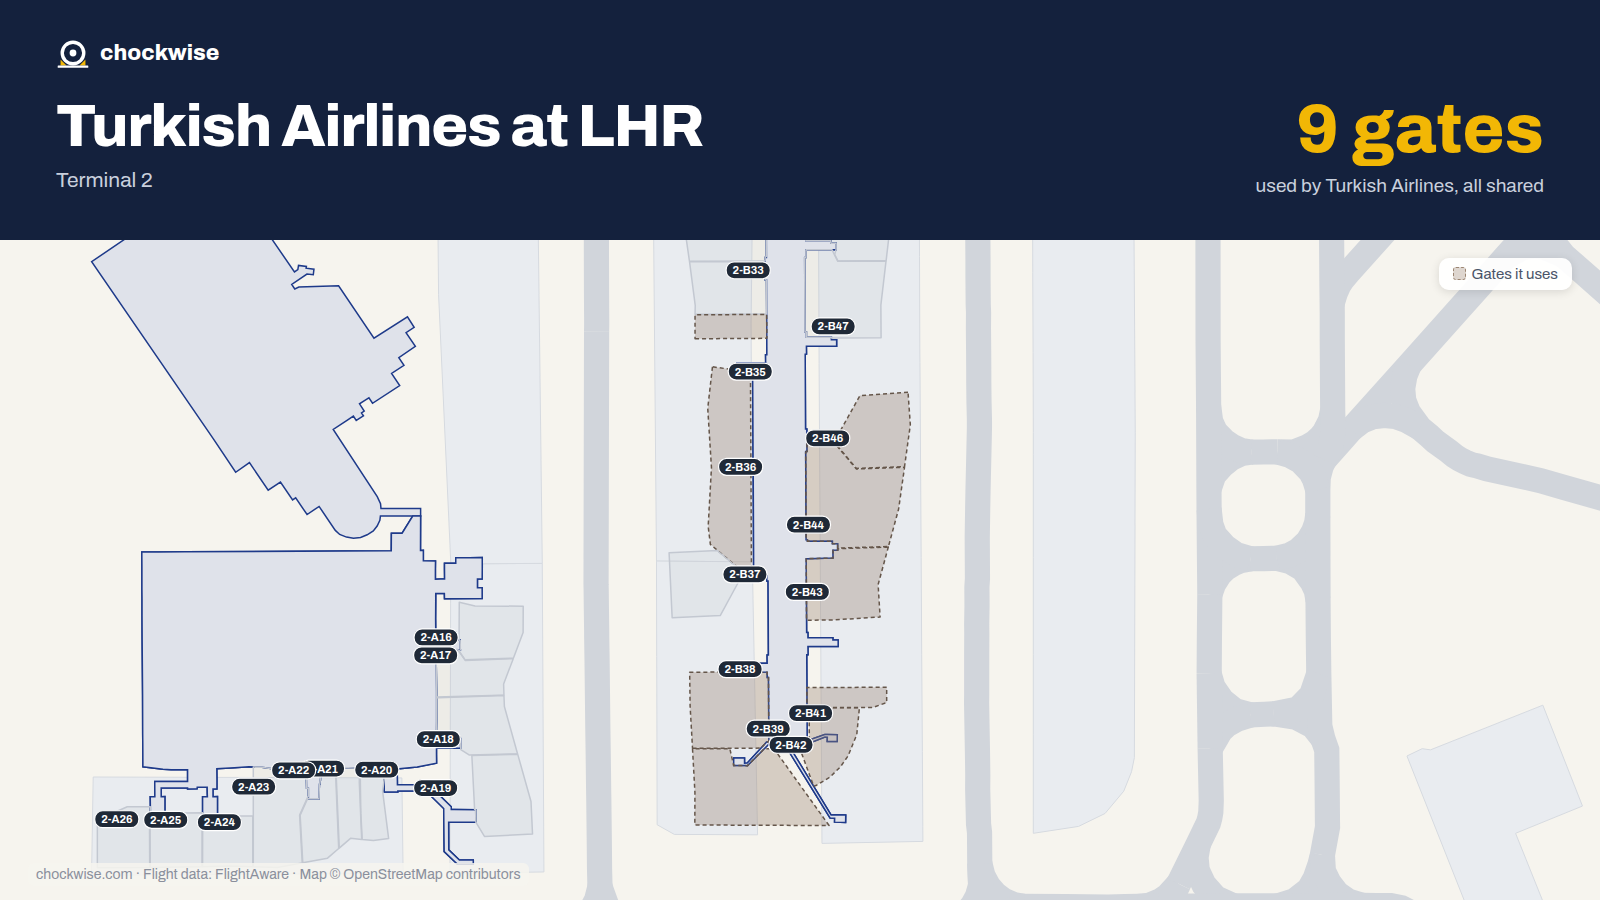 chockwise
Turkish Airlines at LHR
Terminal 2
9 gates
used by Turkish Airlines, all shared
Gates it uses
2-B33
2-B47
2-B35
2-B46
2-B36
2-B44
2-B37
2-B43
2-A16
2-A17
2-B38
2-B41
2-B39
2-B42
2-A18
2-A22
A21
2-A20
2-A23
2-A19
2-A26
2-A25
2-A24
chockwise.com · Flight data: FlightAware · Map © OpenStreetMap contributors